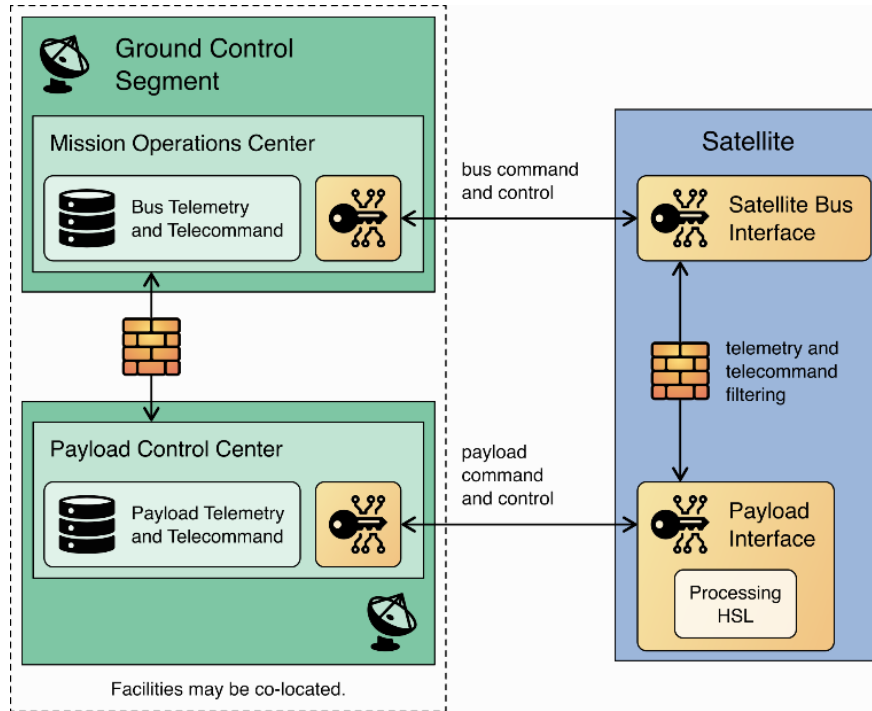 Ground Control
Segment
Mission Operations Center
Bus Telemetry
and Telecommand
bus command
and control
Satellite
Satellite Bus
Interface
telemetry and
telecommand
filtering
Payload Control Center
Payload Telemetry
and Telecommand
payload
command
and control
Payload
Interface
Processing
HSL
Facilities may be co-located.